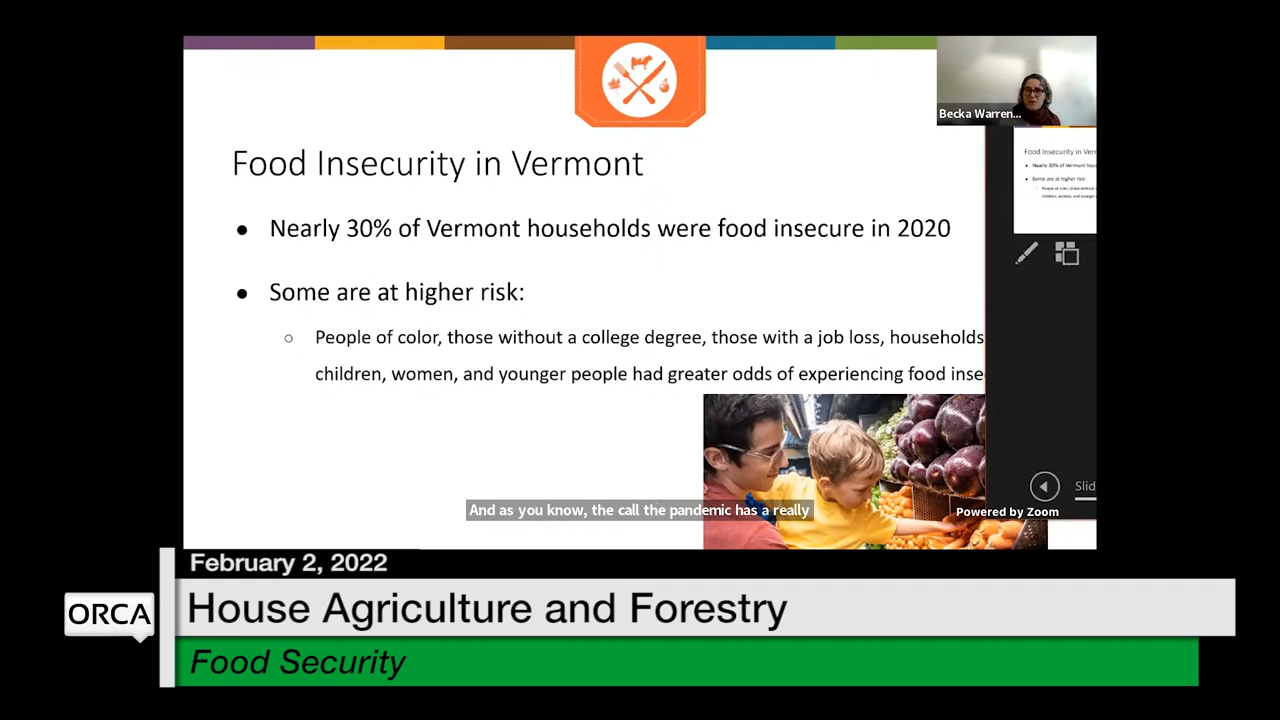 Becka Warren...
Food Insecurity in Vermont
● Nearly 30% of Vermont households were food insecure in 2020
● Some are at higher risk:
○ People of color, those without a college degree, those with a job loss, households
children, women, and younger people had greater odds of experiencing food inse
Food Insecurity in Ver
Nearly 30% of Vermont hous
Some are at higher risk:
People of color, those without a
children, women, and younger
Slid
And as you know, the call the pandemic has a really
Powered by Zoom
February 2, 2022
ORCA
House Agriculture and Forestry
Food Security